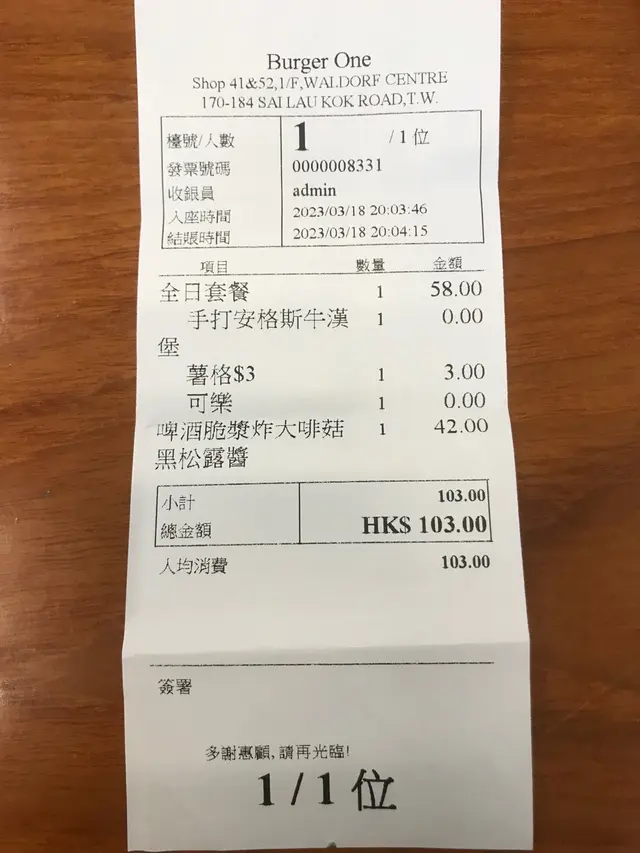 Burger One
Shop 41&52,1/F,WALDORF CENTRE
170-184 SAI LAU KOK ROAD,T.W.
檯號/人數 1 / 1 位
發票號碼 0000008331
收銀員 admin
入座時間 2023/03/18 20:03:46
結賬時間 2023/03/18 20:04:15
項目 數量 金額
全日套餐 1 58.00
手打安格斯牛漢 1 0.00
堡
薯格$3 1 3.00
可樂 1 0.00
啤酒脆漿炸大啡菇 1 42.00
黑松露醬
小計 103.00
總金額 HK$ 103.00
人均消費 103.00
簽署
多謝惠顧,請再光臨!
1 / 1 位